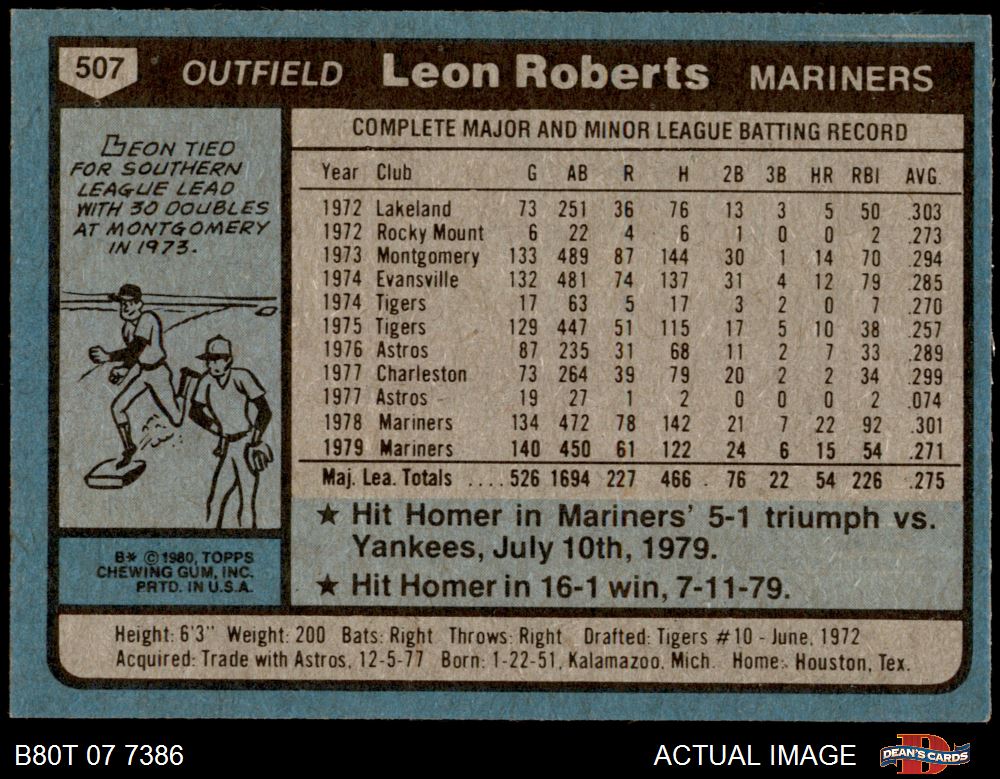 507 OUTFIELD Leon Roberts MARINERS
LEON TIED
FOR SOUTHERN
LEAGUE LEAD
WITH 30 DOUBLES
AT MONTGOMERY
IN 1973.
B* © 1980, TOPPS
CHEWING GUM, INC.
PRTD. IN U.S.A.
COMPLETE MAJOR AND MINOR LEAGUE BATTING RECORD
Year Club G AB R H 2B 3B HR RBI AVG.
1972 Lakeland 73 251 36 76 13 3 5 50 .303
1972 Rocky Mount 6 22 4 6 1 0 0 2 .273
1973 Montgomery 133 489 87 144 30 1 14 70 .294
1974 Evansville 132 481 74 137 31 4 12 79 .285
1974 Tigers 17 63 5 17 3 2 0 7 .270
1975 Tigers 129 447 51 115 17 5 10 38 .257
1976 Astros 87 235 31 68 11 2 7 33 .289
1977 Charleston 73 264 39 79 20 2 2 34 .299
1977 Astros 19 27 1 2 0 0 0 2 .074
1978 Mariners 134 472 78 142 21 7 22 92 .301
1979 Mariners 140 450 61 122 24 6 15 54 .271
Maj. Lea. Totals ....526 1694 227 466 76 22 54 226 .275
★ Hit Homer in Mariners' 5-1 triumph vs.
Yankees, July 10th, 1979.
★ Hit Homer in 16-1 win, 7-11-79.
Height: 6'3" Weight: 200 Bats: Right Throws: Right Drafted: Tigers #10 - June, 1972
Acquired: Trade with Astros, 12-5-77 Born: 1-22-51, Kalamazoo, Mich. Home: Houston, Tex.
B80T 07 7386 ACTUAL IMAGE DEAN'S CARDS